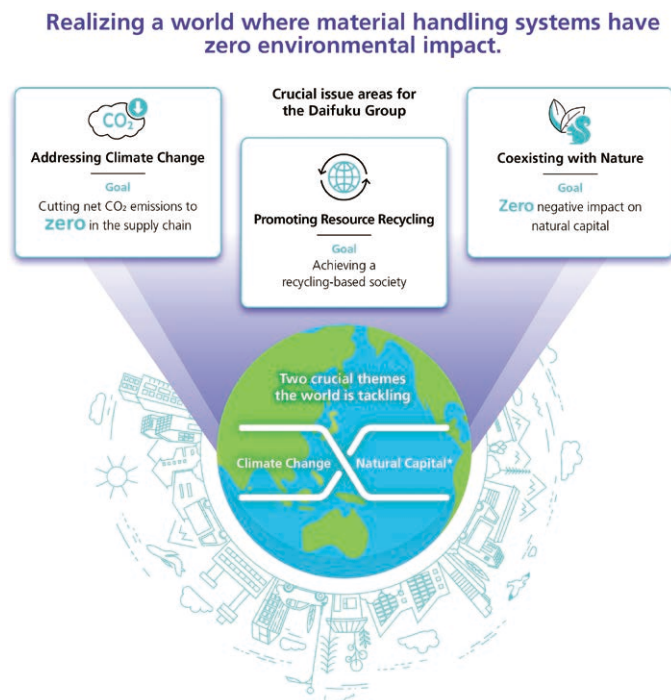 Realizing a world where material handling systems have
zero environmental impact.
Crucial issue areas for
the Daifuku Group
CO₂
Addressing Climate Change
Goal
Cutting net CO₂ emissions to
zero in the supply chain
Promoting Resource Recycling
Goal
Achieving a
recycling-based society
Coexisting with Nature
Goal
Zero negative impact on
natural capital
Two crucial themes
the world is tackling
Climate Change
Natural Capital*